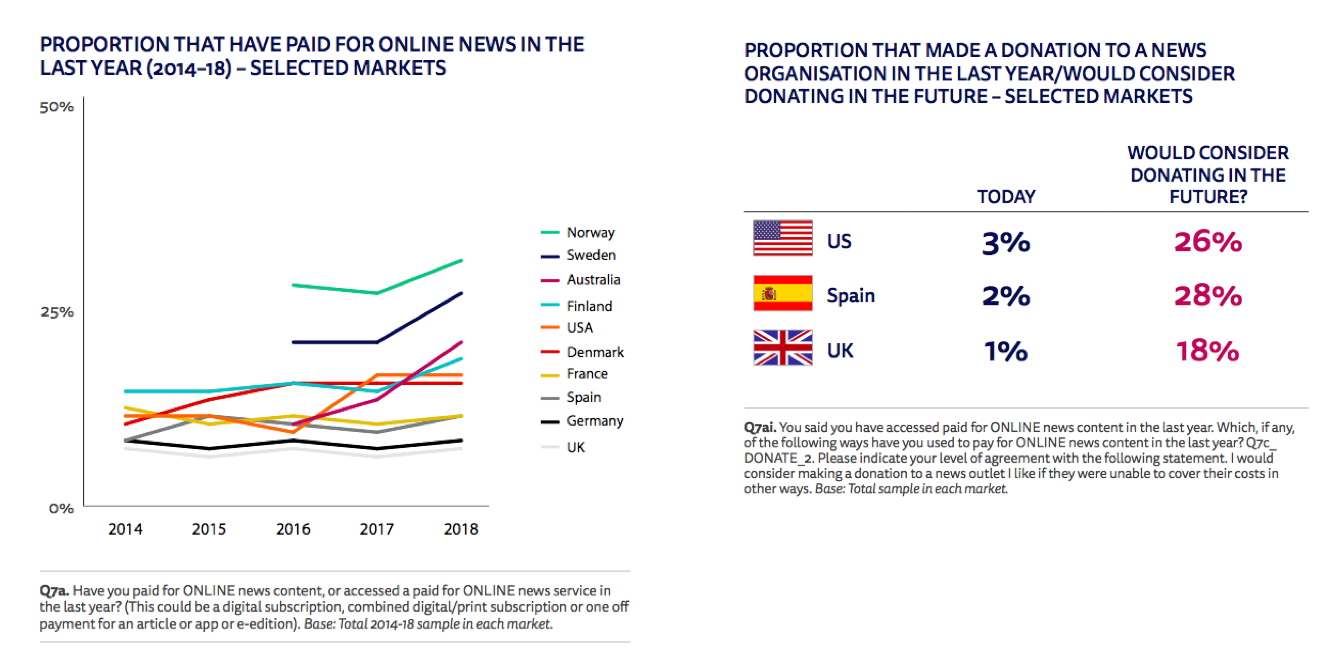 PROPORTION THAT HAVE PAID FOR ONLINE NEWS IN THE
LAST YEAR (2014–18) – SELECTED MARKETS
50%
25%
0%
2014 2015 2016 2017 2018
Norway
Sweden
Australia
Finland
USA
Denmark
France
Spain
Germany
UK
Q7a. Have you paid for ONLINE news content, or accessed a paid for ONLINE news service in
the last year? (This could be a digital subscription, combined digital/print subscription or one off
payment for an article or app or e-edition). Base: Total 2014-18 sample in each market.
PROPORTION THAT MADE A DONATION TO A NEWS
ORGANISATION IN THE LAST YEAR/WOULD CONSIDER
DONATING IN THE FUTURE – SELECTED MARKETS
WOULD CONSIDER
DONATING IN THE
TODAY FUTURE?
US 3% 26%
Spain 2% 28%
UK 1% 18%
Q7ai. You said you have accessed paid for ONLINE news content in the last year. Which, if any,
of the following ways have you used to pay for ONLINE news content in the last year? Q7c_
DONATE_2. Please indicate your level of agreement with the following statement. I would
consider making a donation to a news outlet I like if they were unable to cover their costs in
other ways. Base: Total sample in each market.